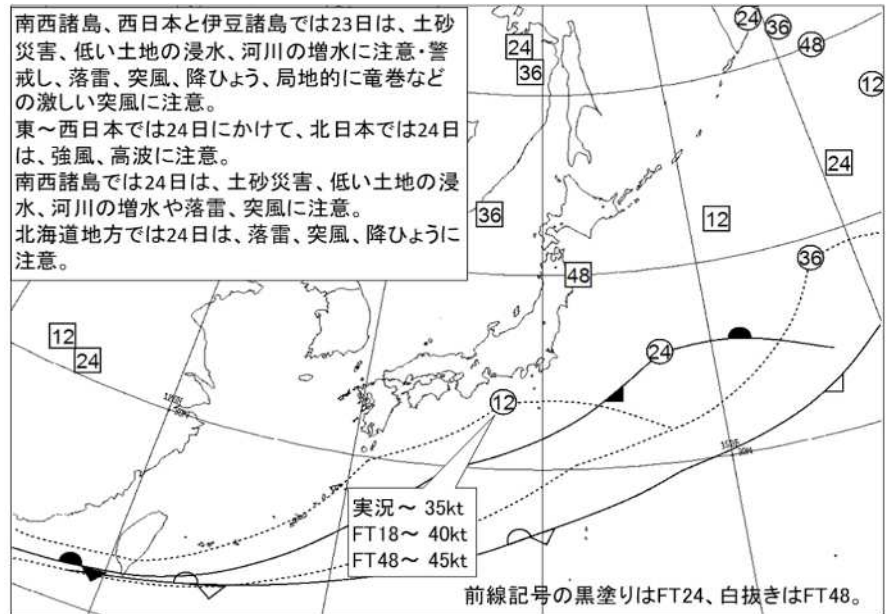 南西諸島、西日本と伊豆諸島では23日は、土砂
災害、低い土地の浸水、河川の増水に注意・警
戒し、落雷、突風、降ひょう、局地的に竜巻など
の激しい突風に注意。
東～西日本では24日にかけて、北日本では24日
は、強風、高波に注意。
南西諸島では24日は、土砂災害、低い土地の浸
水、河川の増水や落雷、突風に注意。
北海道地方では24日は、落雷、突風、降ひょうに
注意。
24
36
48
12
24
36
24
36
12
48
36
12
24
24
12
120E
30N
150E
30N
実況～ 35kt
FT18～ 40kt
FT48～ 45kt
前線記号の黒塗りはFT24、白抜きはFT48。